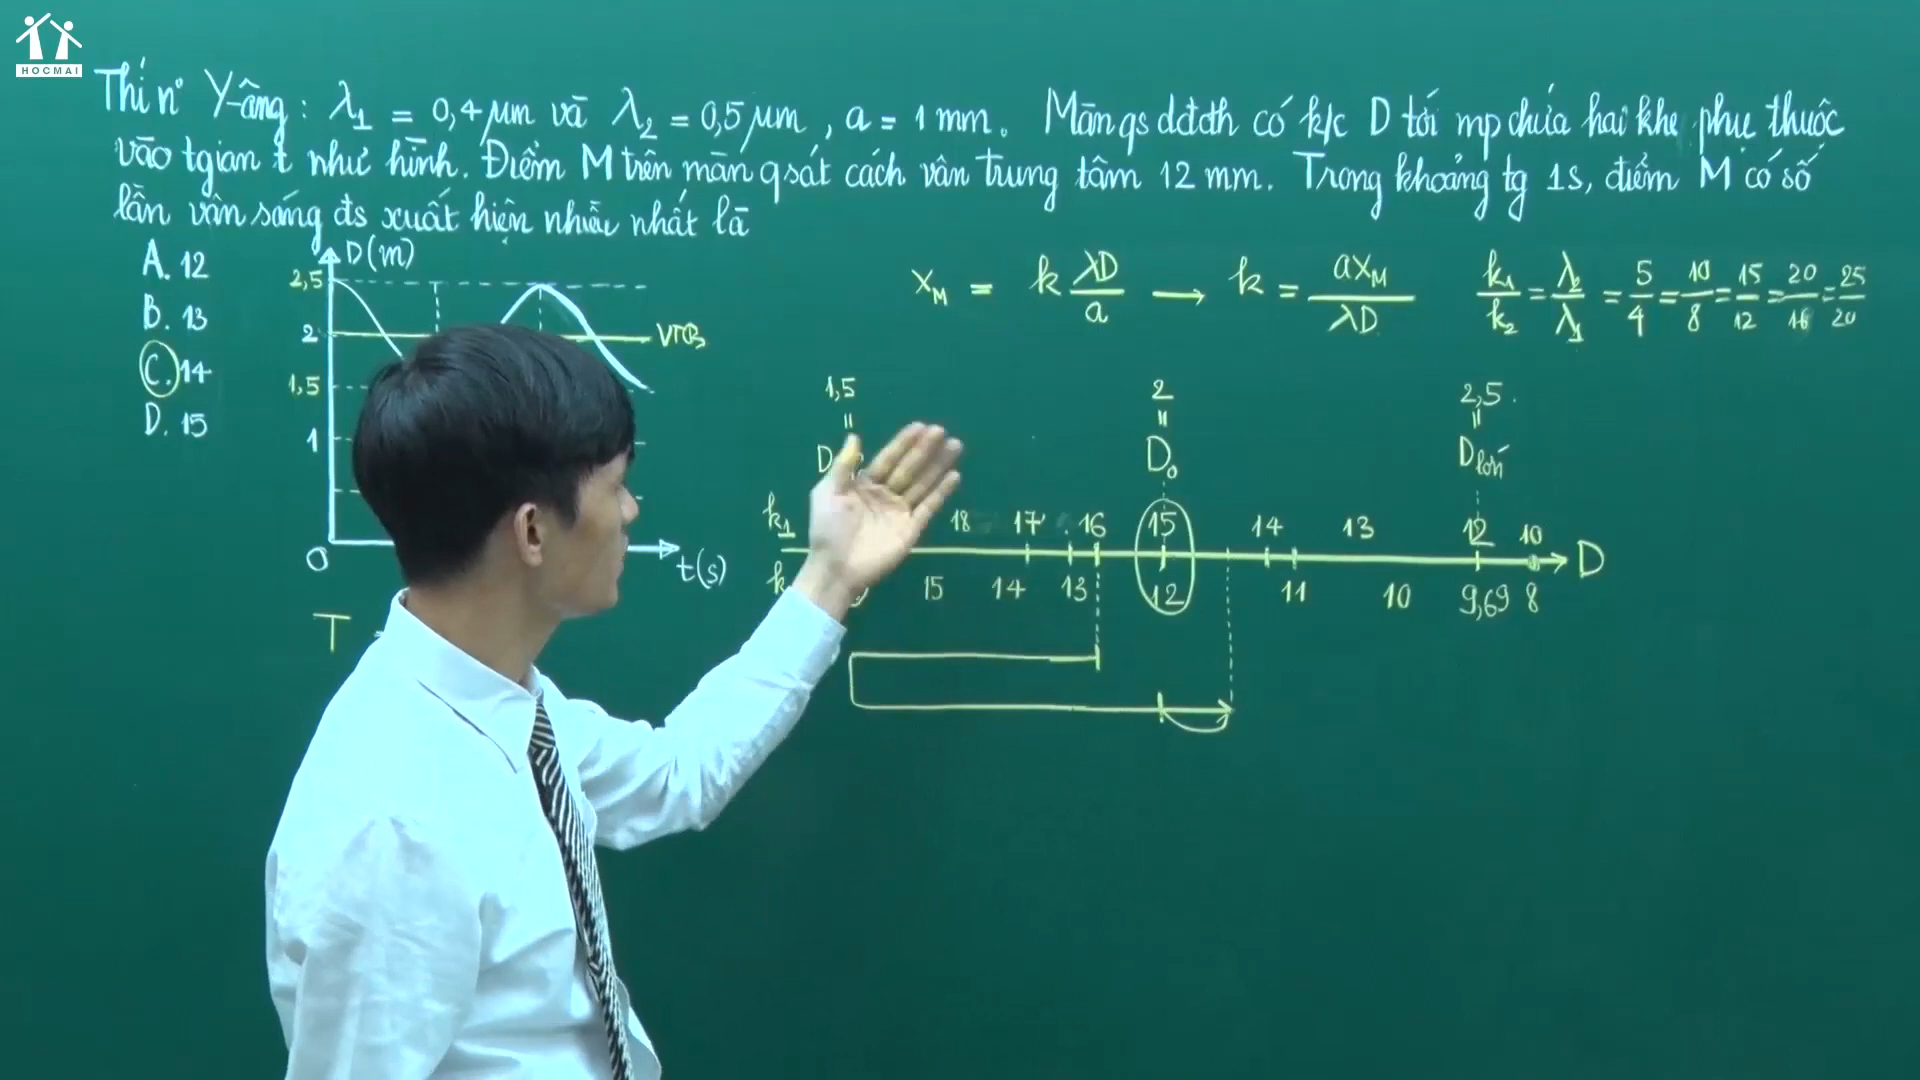 HOCMAI
Thí nº Y-âng : λ₁ = 0,4 μm và λ₂ = 0,5 μm , a = 1 mm . Màn qs dđđh có k/c D tới mp chứa hai khe phụ thuộc
vào tgian t như hình. Điểm M trên màn q sát cách vân trung tâm 12 mm. Trong khoảng tg 1s, điểm M có số
lần vân sáng đs xuất hiện nhiều nhất là
A. 12
B. 13
C. 14
D. 15
D(m)
2,5
2
1,5
1
O
VTCB
t(s)
T
x_M = k λD/a → k = ax_M/λD
k₁/k₂ = λ₂/λ₁ = 5/4 = 10/8 = 15/12 = 20/16 = 25/20
1,5 2 2,5
= = =
D D₀ D lớn
k₁ 18 17 16 15 14 13 12 10
D
k 15 14 13 12 11 10 9,69 8